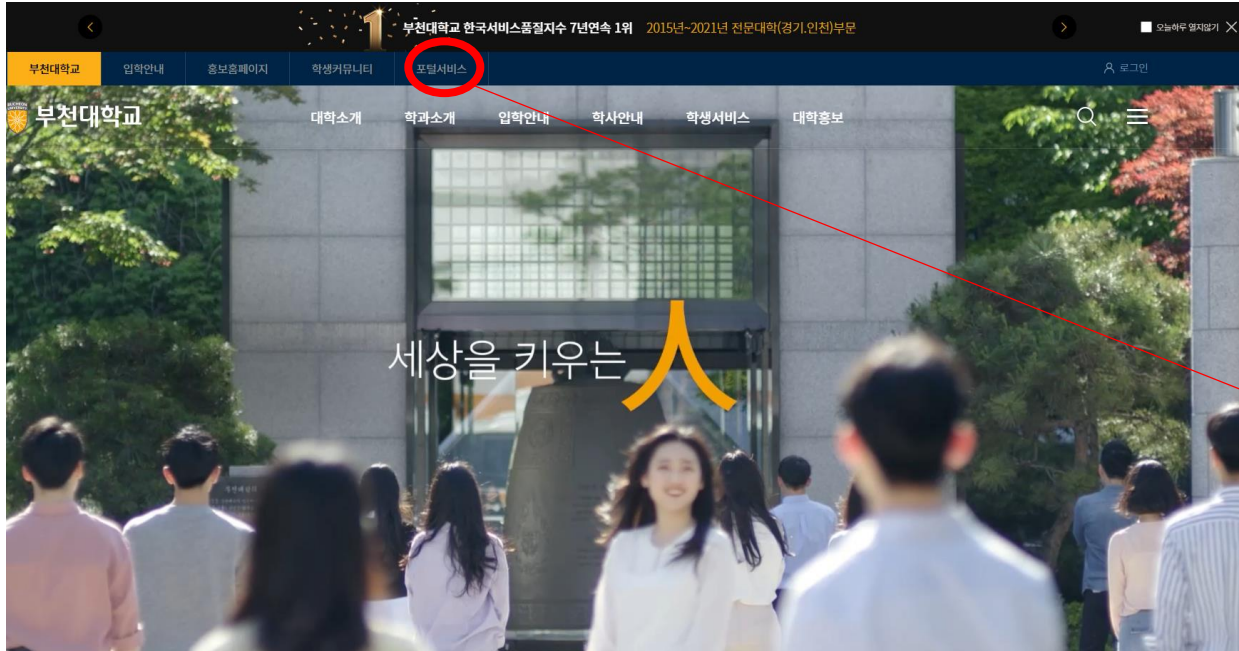 1 부천대학교 한국서비스품질지수 7년연속 1위 2015년~2021년 전문대학(경기.인천)부문 오늘하루 열지않기
부천대학교 입학안내 홍보홈페이지 학생커뮤니티 포털서비스 로그인
부천대학교 대학소개 학과소개 입학안내 학사안내 학생서비스 대학홍보
세상을 키우는 人